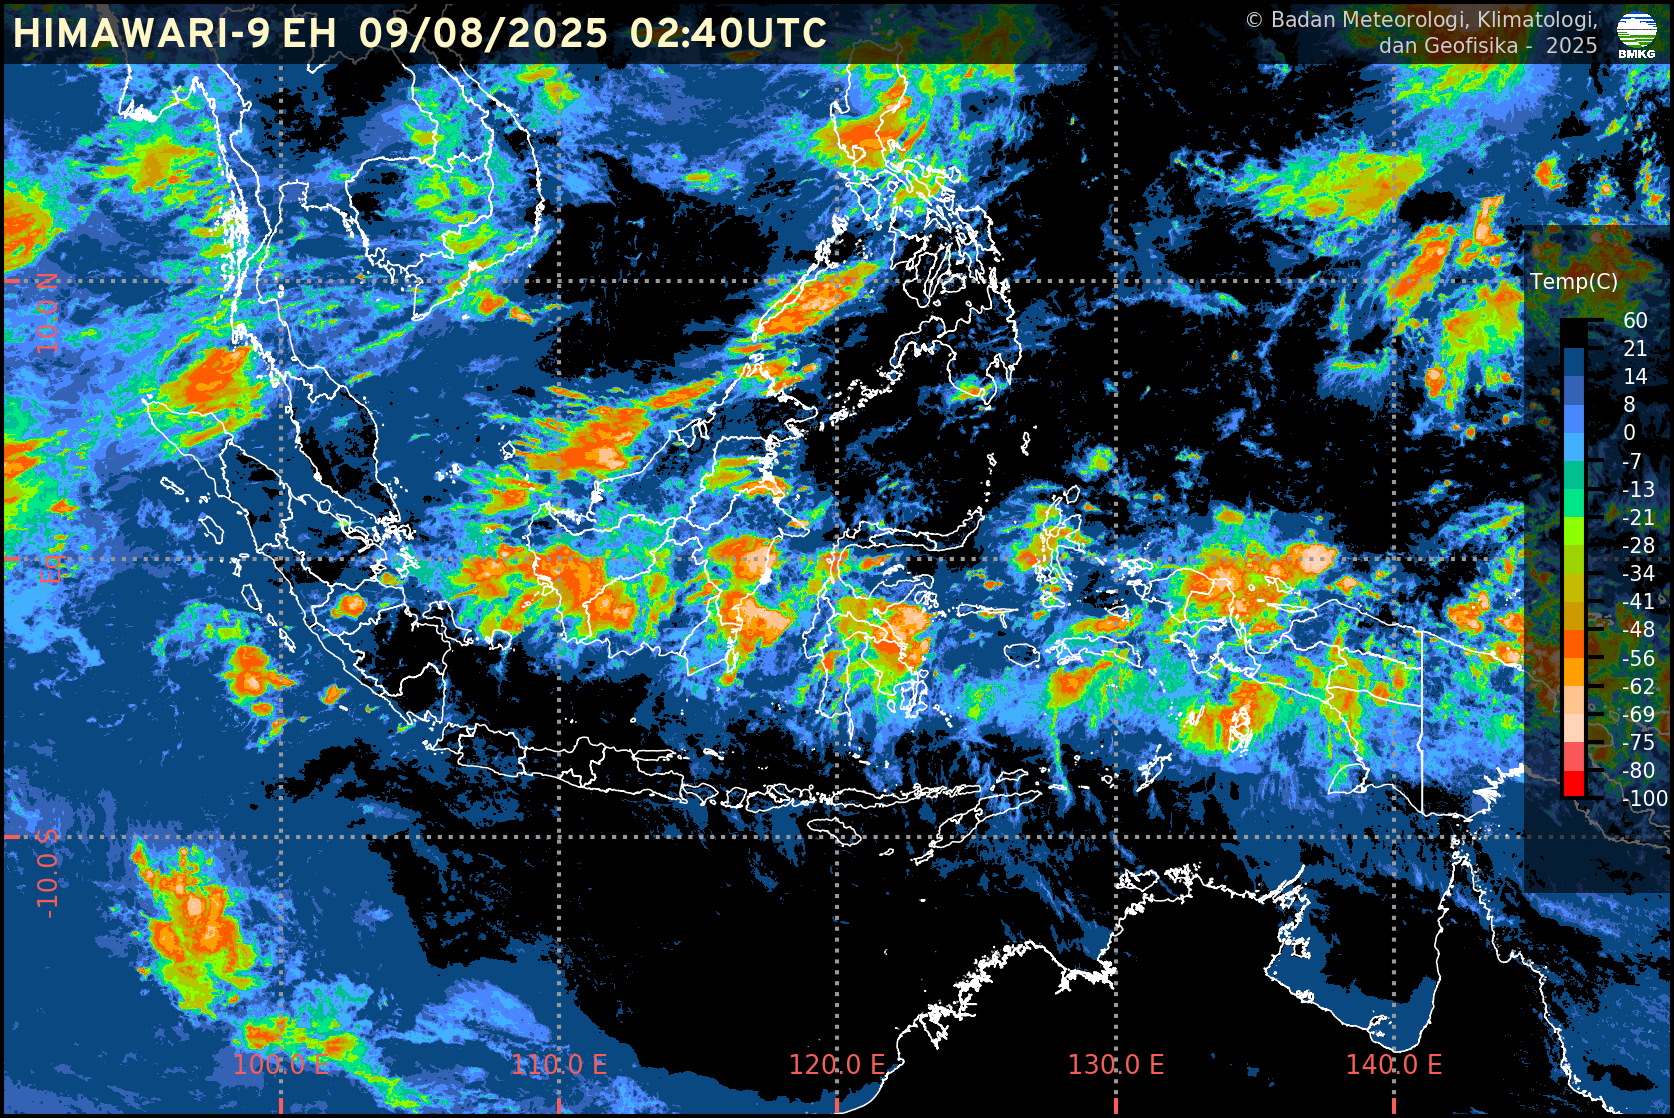 HIMAWARI-9 EH 09/08/2025 02:40UTC
© Badan Meteorologi, Klimatologi,
dan Geofisika - 2025
BMKG
Temp(C)
60
21
14
8
0
-7
-13
-21
-28
-34
-41
-48
-56
-62
-69
-75
-80
-100
10.0 N
EQ
-10.0 S
100.0 E
110.0 E
120.0 E
130.0 E
140.0 E